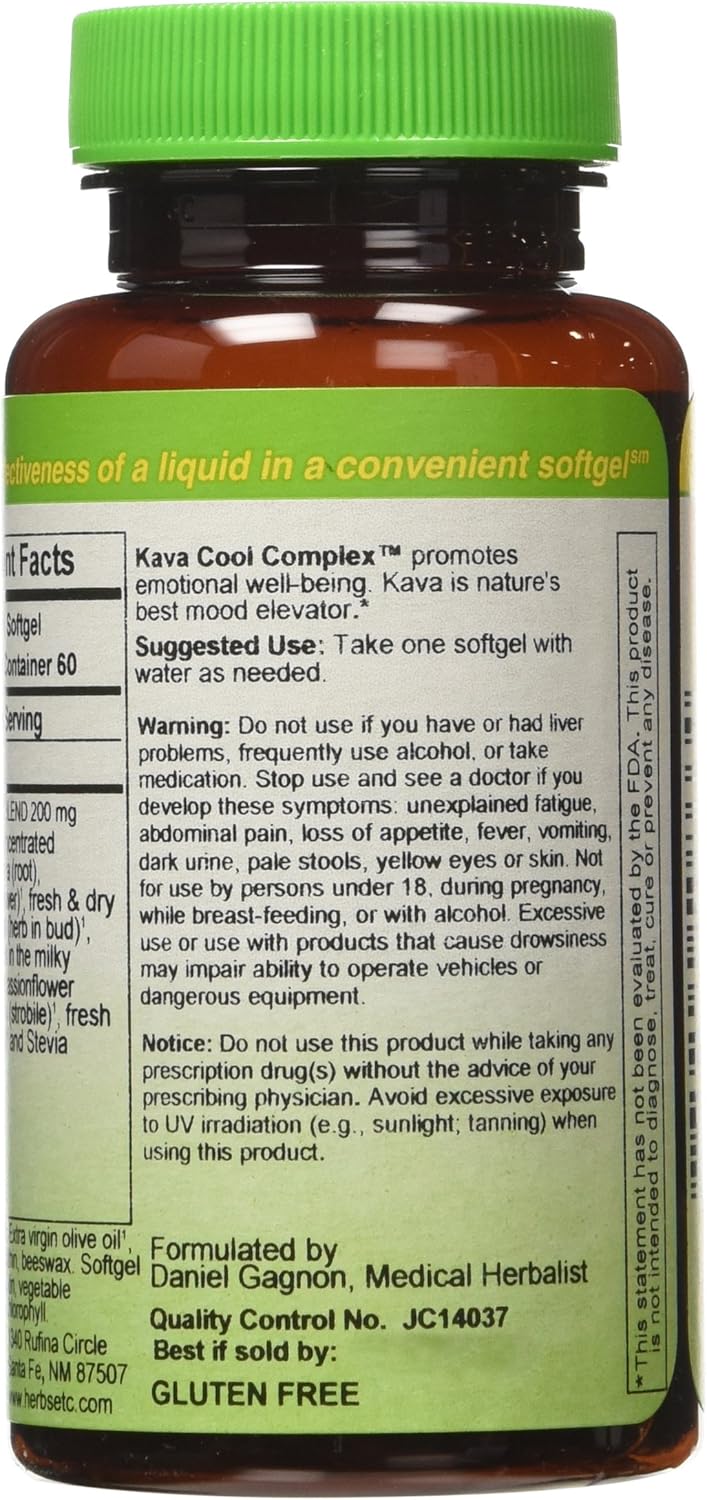 of a liquid in a convenient softgel℠
Facts
Softgel
60
Serving
200 mg
(root),
fresh & dry
in bud)¹,
the milky
(strobile)¹, fresh
and Stevia
Extra virgin olive oil¹,
beeswax. Softgel
vegetable
Rufina Circle
Santa Fe, NM 87507
www.herbsetc.com
Kava Cool Complex™ promotes
emotional well-being. Kava is nature's
best mood elevator.*
Suggested Use: Take one softgel with
water as needed.
Warning: Do not use if you have or had liver
problems, frequently use alcohol, or take
medication. Stop use and see a doctor if you
develop these symptoms: unexplained fatigue,
abdominal pain, loss of appetite, fever, vomiting,
dark urine, pale stools, yellow eyes or skin. Not
for use by persons under 18, during pregnancy,
while breast-feeding, or with alcohol. Excessive
use or use with products that cause drowsiness
may impair ability to operate vehicles or
dangerous equipment.
Notice: Do not use this product while taking any
prescription drug(s) without the advice of your
prescribing physician. Avoid excessive exposure
to UV irradiation (e.g., sunlight; tanning) when
using this product.
Formulated by
Daniel Gagnon, Medical Herbalist
Quality Control No. JC14037
Best if sold by:
GLUTEN FREE
*This statement has not been evaluated by the FDA. This product
is not intended to diagnose, treat, cure or prevent any disease.